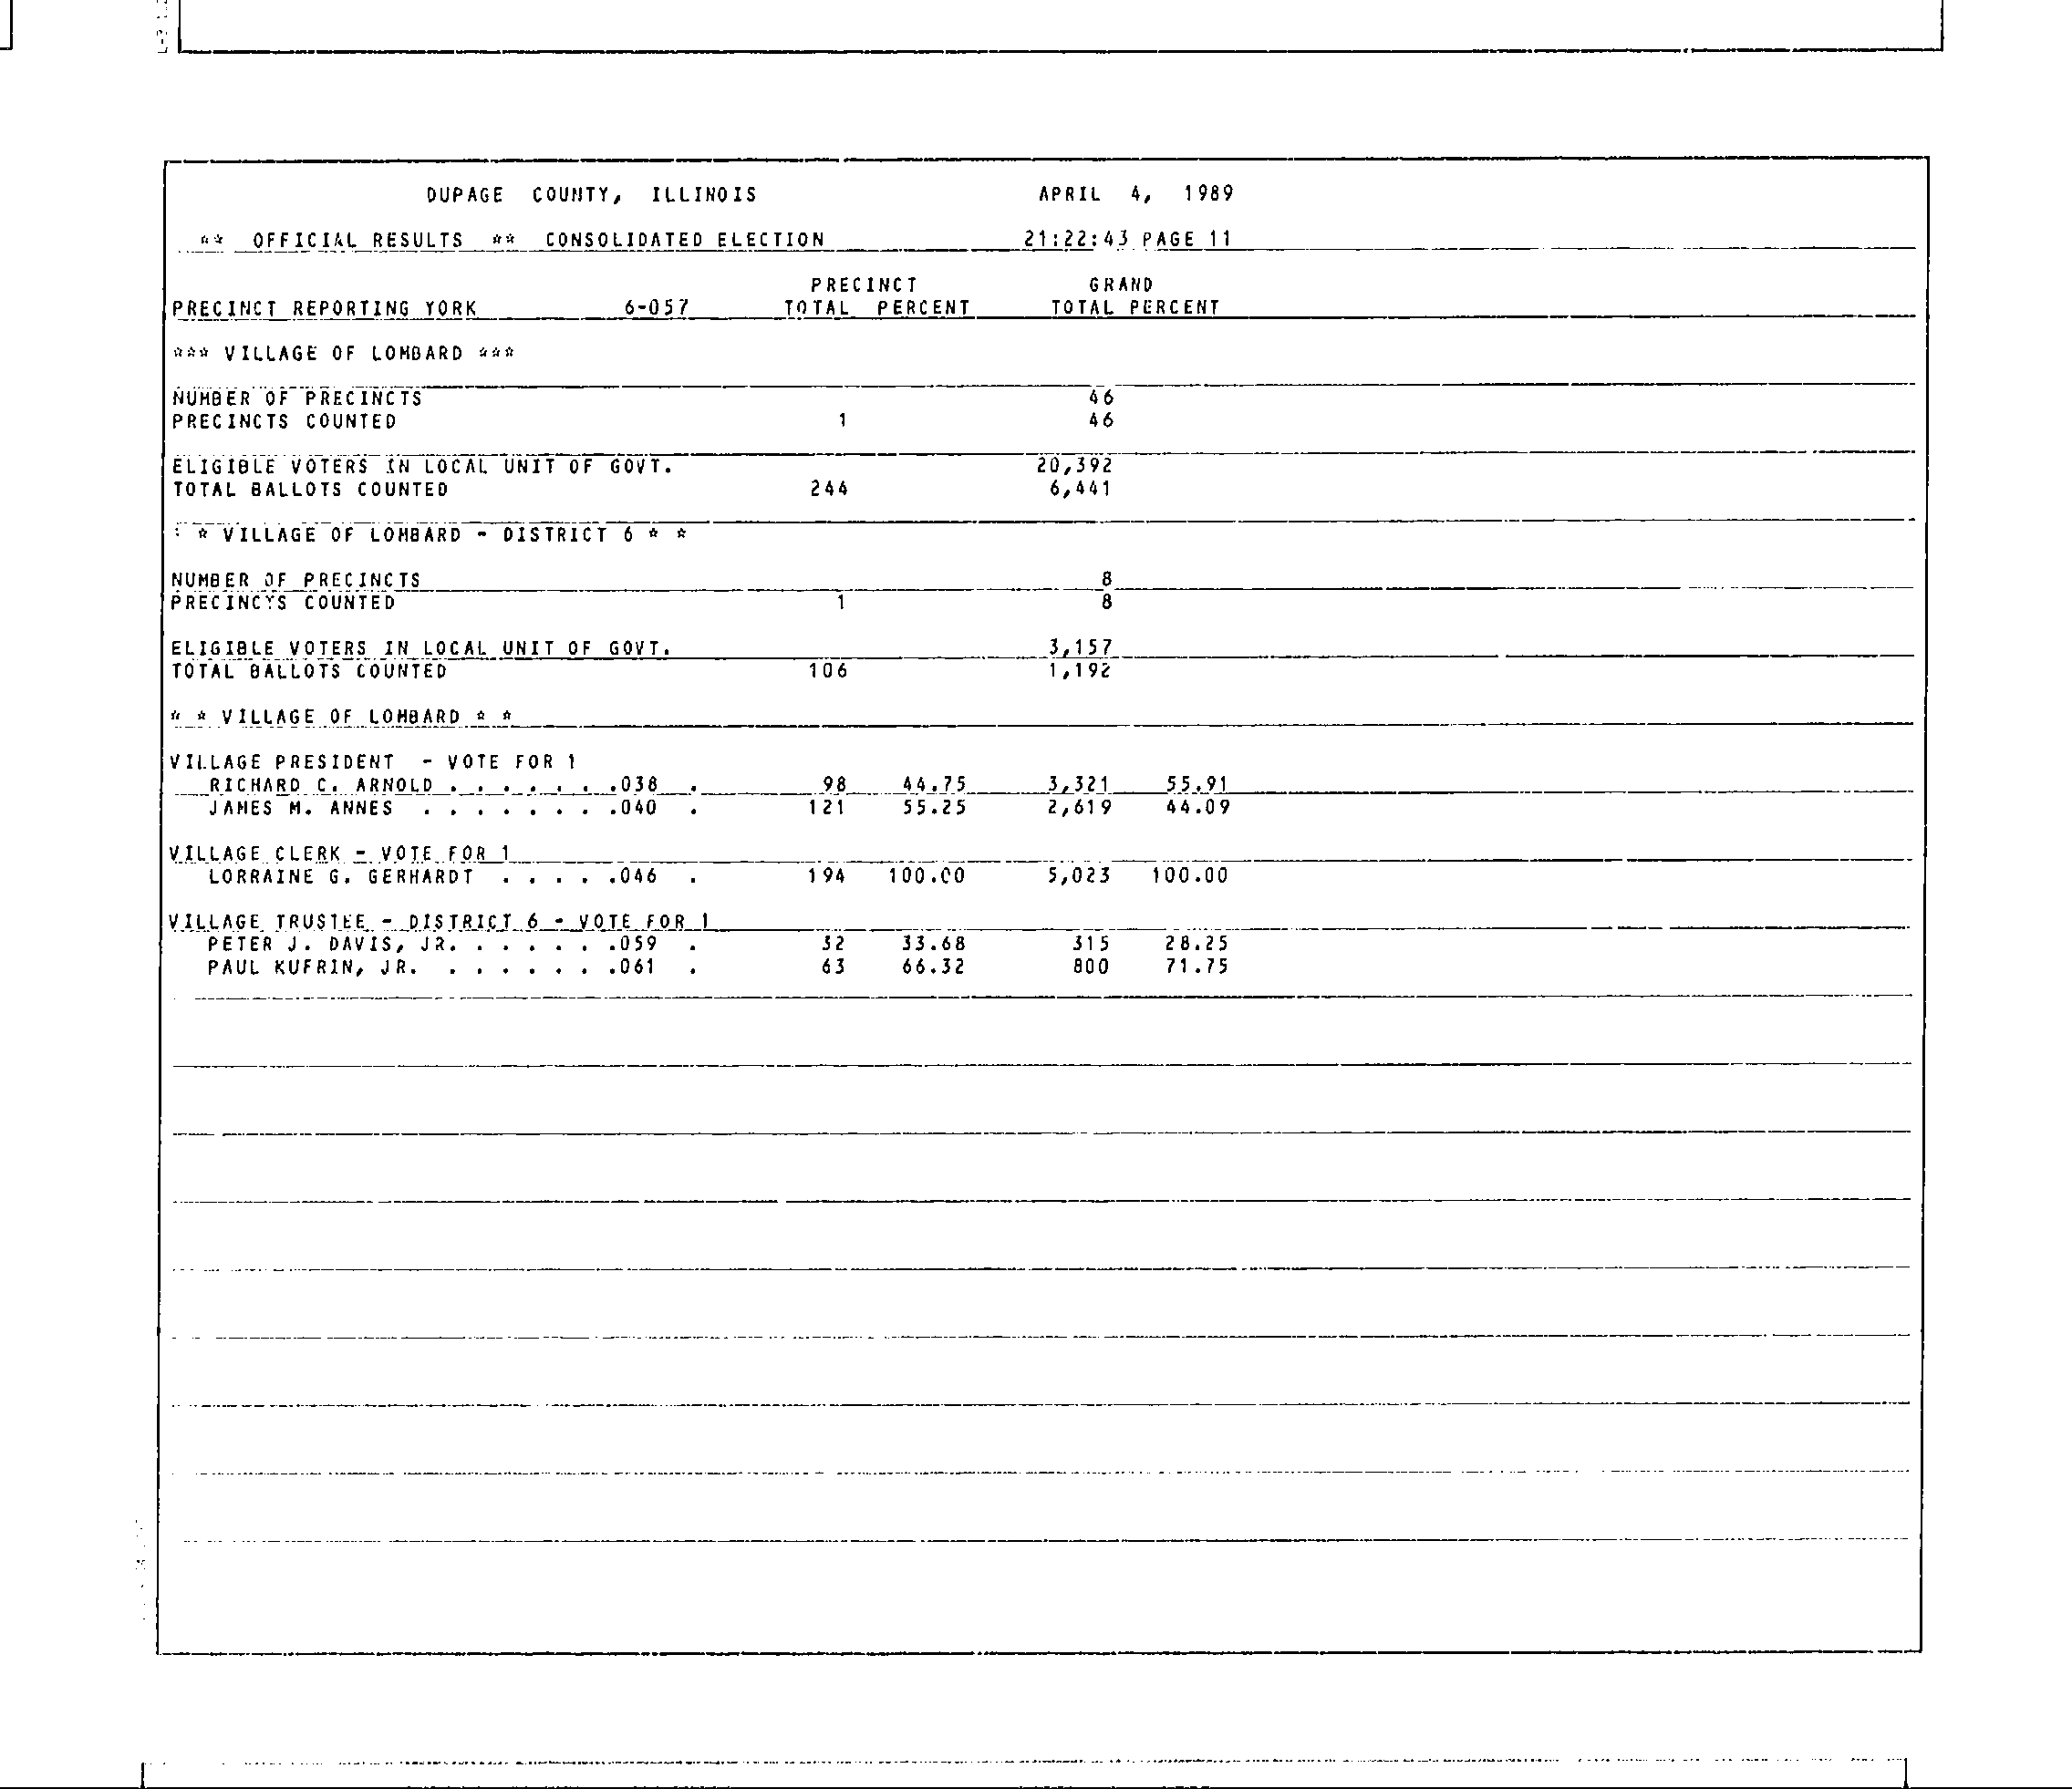 DUPAGE COUNTY, ILLINOIS APRIL 4, 1989
** OFFICIAL RESULTS ** CONSOLIDATED ELECTION 21:22:43 PAGE 11
PRECINCT GRAND
PRECINCT REPORTING YORK 6-057 TOTAL PERCENT TOTAL PERCENT
*** VILLAGE OF LOMBARD ***
NUMBER OF PRECINCTS 46
PRECINCTS COUNTED 1 46
ELIGIBLE VOTERS IN LOCAL UNIT OF GOVT. 20,392
TOTAL BALLOTS COUNTED 244 6,441
* * VILLAGE OF LOMBARD - DISTRICT 6 * *
NUMBER OF PRECINCTS 8
PRECINCTS COUNTED 1 8
ELIGIBLE VOTERS IN LOCAL UNIT OF GOVT. 3,157
TOTAL BALLOTS COUNTED 106 1,192
* * VILLAGE OF LOMBARD * *
VILLAGE PRESIDENT - VOTE FOR 1
RICHARD C. ARNOLD . . . . . . .038 . 98 44.75 3,321 55.91
JAMES M. ANNES . . . . . . . .040 . 121 55.25 2,619 44.09
VILLAGE CLERK - VOTE FOR 1
LORRAINE G. GERHARDT . . . . .046 . 194 100.00 5,023 100.00
VILLAGE TRUSTEE - DISTRICT 6 - VOTE FOR 1
PETER J. DAVIS, JR. . . . . . .059 . 32 33.68 315 28.25
PAUL KUFRIN, JR. . . . . . . .061 . 63 66.32 800 71.75